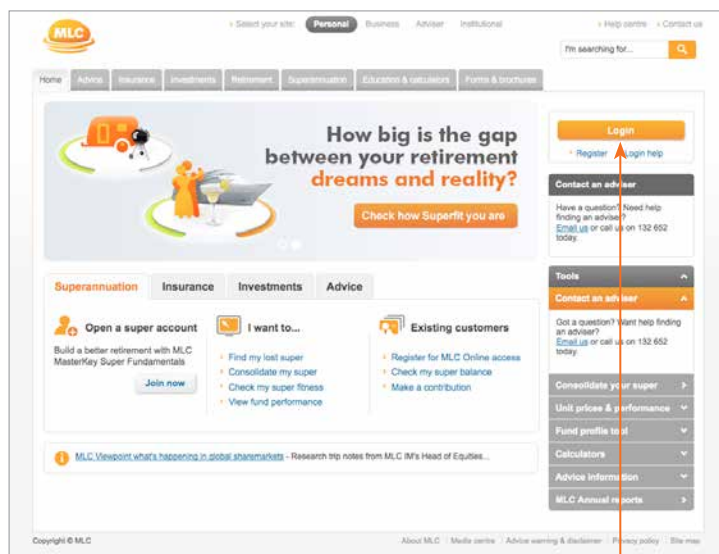 MLC
Select your site: Personal Business Adviser Institutional
Help centre Contact us
I'm searching for...
Home Advice Insurance Investments Retirement Superannuation Education & calculators Forms & brochures
How big is the gap
between your retirement
dreams and reality?
Check how Superfit you are
Login
Register Login help
Contact an adviser
Have a question? Need help
finding an adviser?
Email us or call us on 132 652
today.
Superannuation Insurance Investments Advice
Open a super account
Build a better retirement with MLC
MasterKey Super Fundamentals
Join now
I want to...
Find my lost super
Consolidate my super
Check my super fitness
View fund performance
Existing customers
Register for MLC Online access
Check my super balance
Make a contribution
Tools
Contact an adviser
Got a question? Want help finding
an adviser?
Email us or call us on 132 652
today.
Consolidate your super
Unit prices & performance
Fund profile tool
Calculators
Advice information
MLC Annual reports
MLC Viewpoint what's happening in global sharemarkets - Research trip notes from MLC IM's Head of Equities...
Copyright © MLC
About MLC Media centre Advice warning & disclaimer Privacy policy Site map